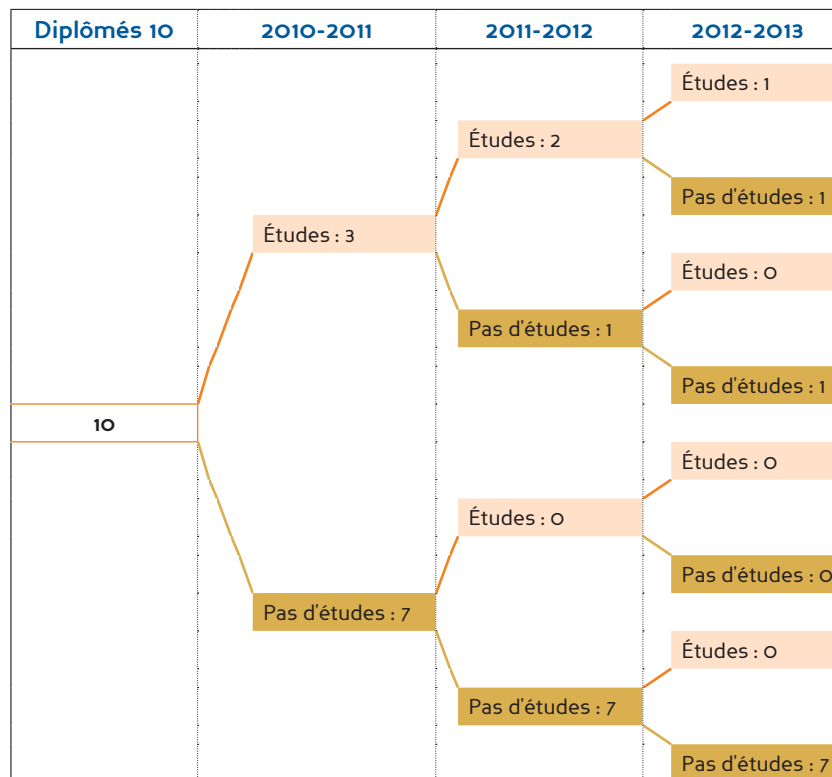 Diplômés 10 2010-2011 2011-2012 2012-2013
Études : 1
Études : 2
Pas d'études : 1
Études : 3
Études : 0
Pas d'études : 1
Pas d'études : 1
10
Études : 0
Études : 0
Pas d'études : 0
Pas d'études : 7
Études : 0
Pas d'études : 7
Pas d'études : 7